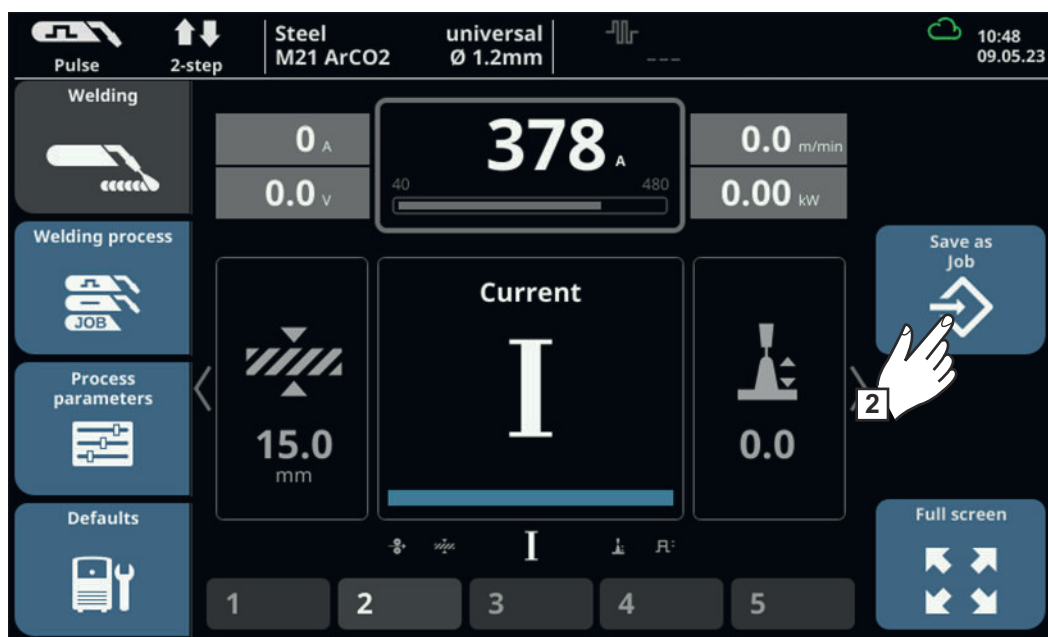 Pulse
2-step
Steel
M21 ArCO2
universal
Ø 1.2mm
---
10:48
09.05.23
Welding
0 A
0.0 V
378 A
40
480
0.0 m/min
0.00 kW
Welding process
JOB
Process
parameters
Defaults
15.0
mm
Current
I
0.0
Save as
Job
2
Full screen
I
1
2
3
4
5